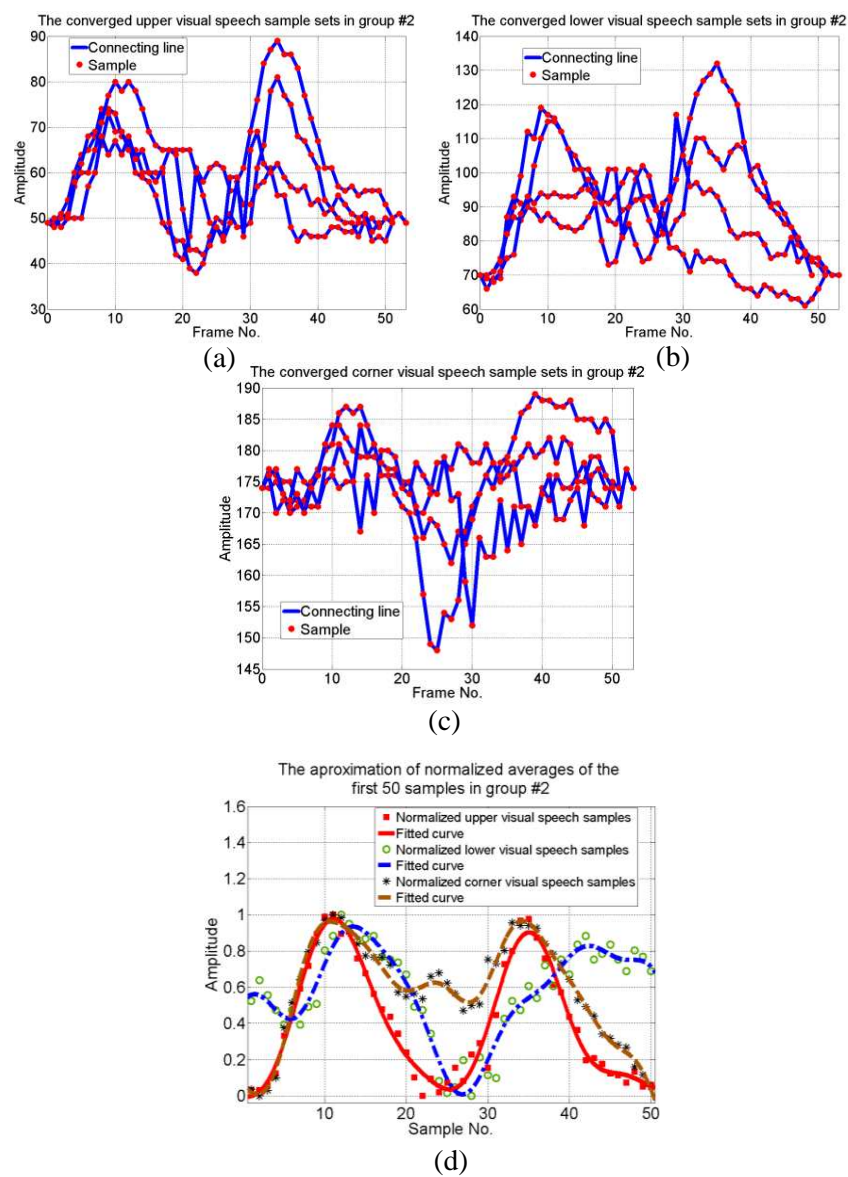 The converged upper visual speech sample sets in group #2
90
80
70
60
50
40
30
Amplitude
Connecting line
Sample
0 10 20 30 40 50
Frame No.
(a)
The converged lower visual speech sample sets in group #2
140
130
120
110
100
90
80
70
60
Amplitude
Connecting line
Sample
0 10 20 30 40 50
Frame No.
(b)
The converged corner visual speech sample sets in group #2
190
185
180
175
170
165
160
155
150
145
Amplitude
Connecting line
Sample
0 10 20 30 40 50
Frame No.
(c)
The aproximation of normalized averages of the
first 50 samples in group #2
1.6
1.4
1.2
1
0.8
0.6
0.4
0.2
0
Amplitude
Normalized upper visual speech samples
Fitted curve
Normalized lower visual speech samples
Fitted curve
Normalized corner visual speech samples
Fitted curve
10 20 30 40 50
Sample No.
(d)